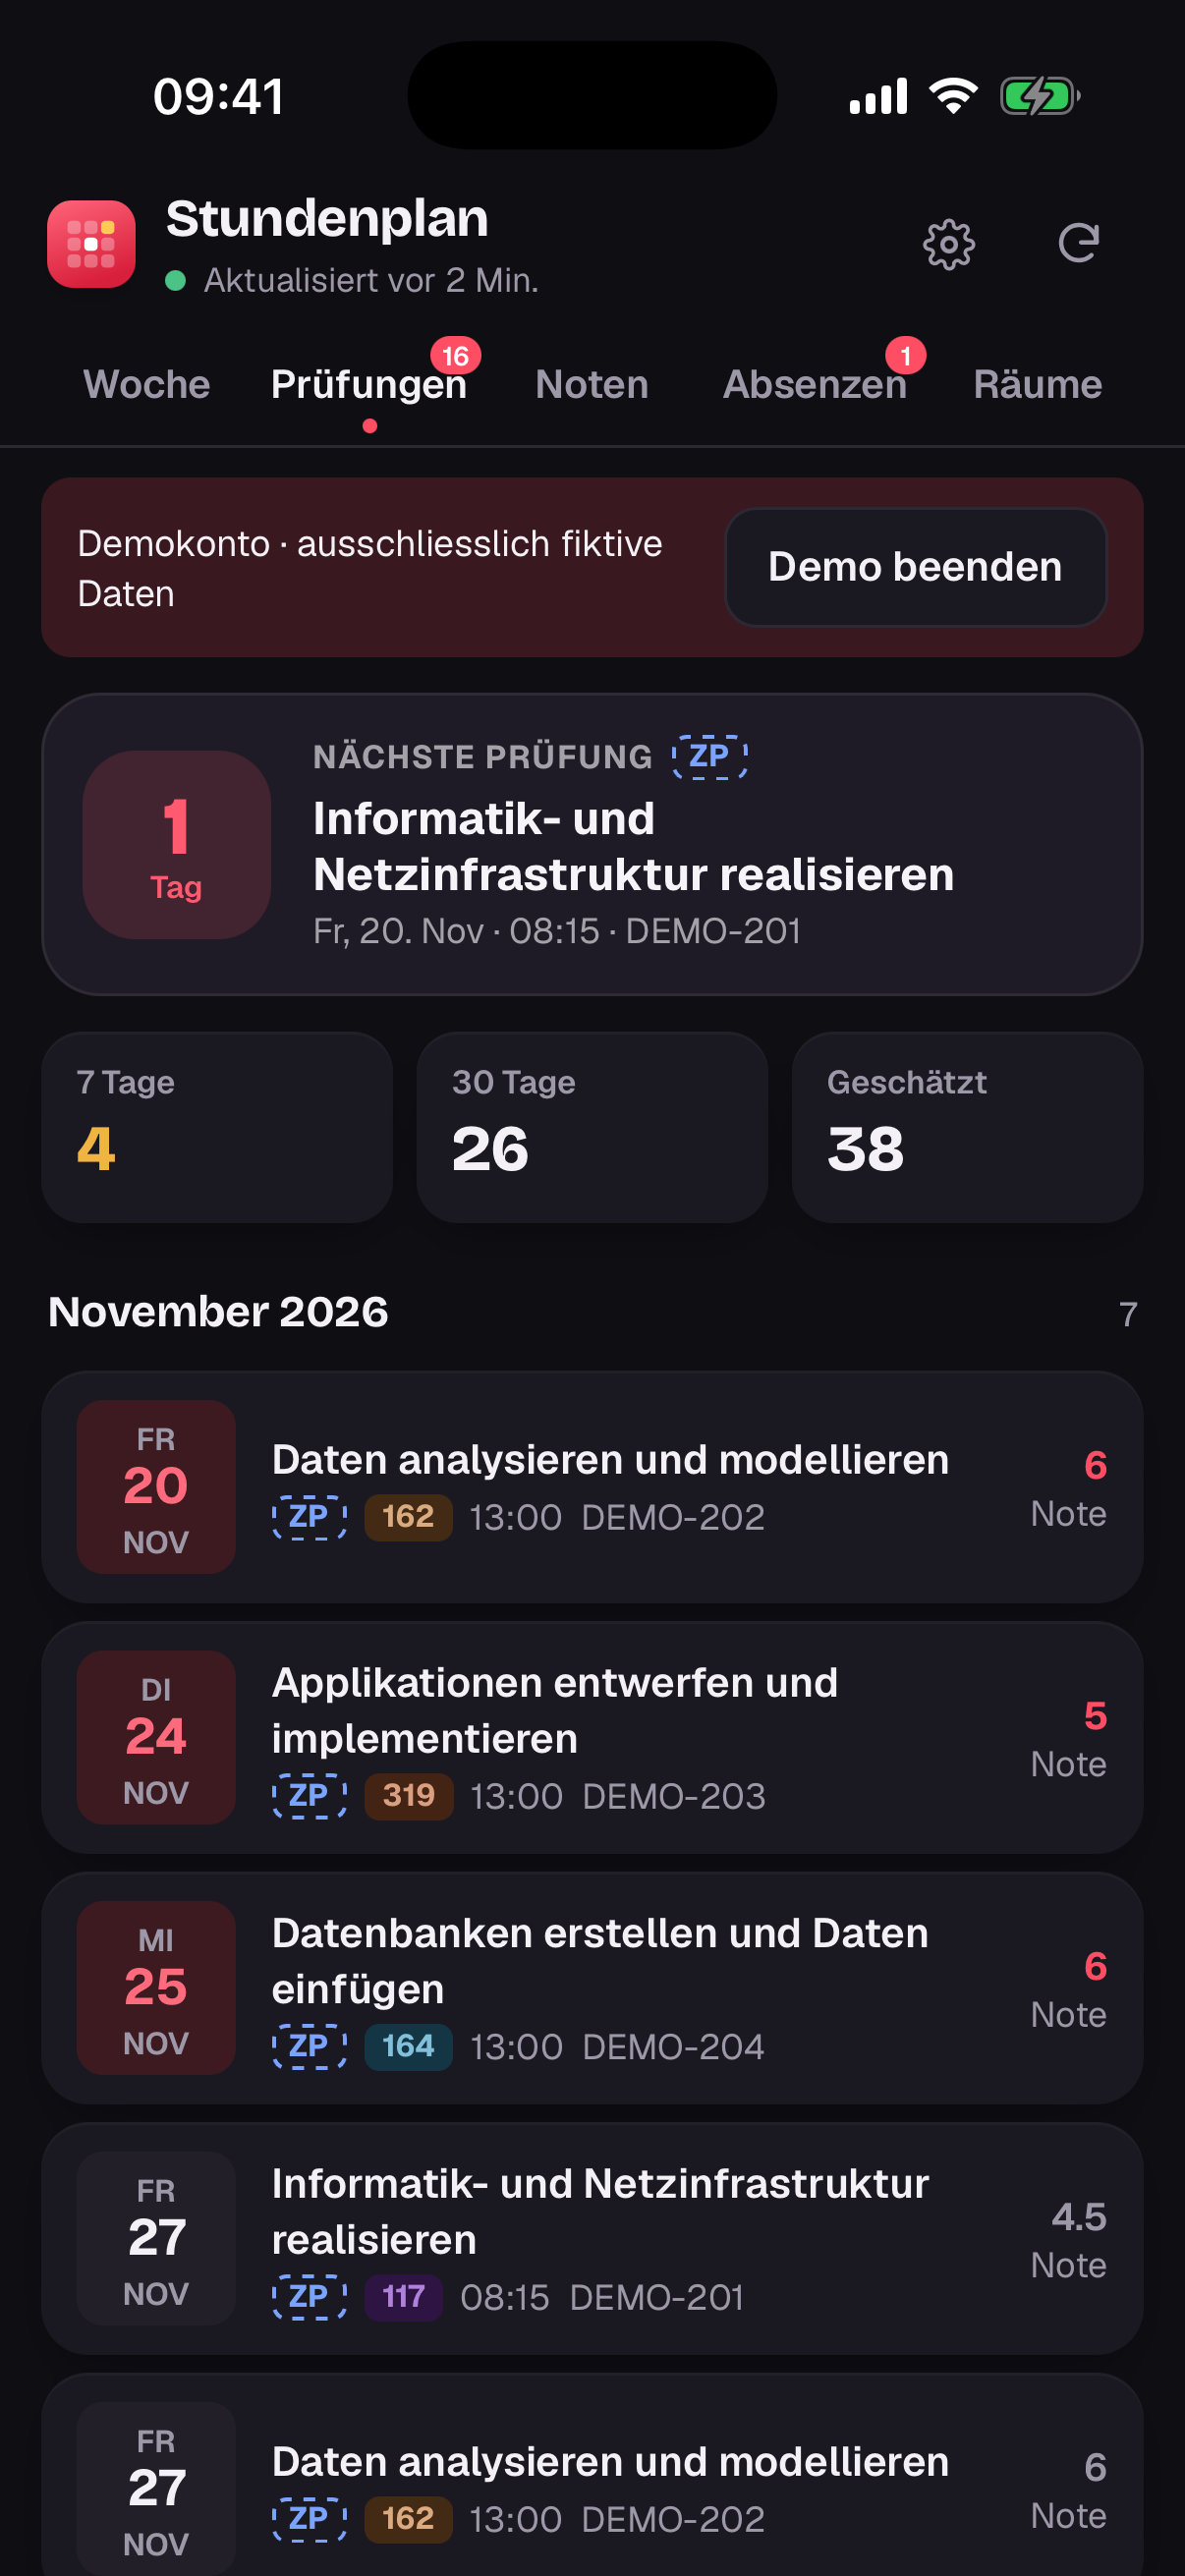 09:41
Stundenplan
Aktualisiert vor 2 Min.
Woche
Prüfungen
16
Noten
Absenzen
1
Räume
Demokonto · ausschliesslich fiktive
Daten
Demo beenden
1
Tag
NÄCHSTE PRÜFUNG ZP
Informatik- und
Netzinfrastruktur realisieren
Fr, 20. Nov · 08:15 · DEMO-201
7 Tage
4
30 Tage
26
Geschätzt
38
November 2026
7
FR
20
NOV
Daten analysieren und modellieren
ZP 162 13:00 DEMO-202
6
Note
DI
24
NOV
Applikationen entwerfen und
implementieren
ZP 319 13:00 DEMO-203
5
Note
MI
25
NOV
Datenbanken erstellen und Daten
einfügen
ZP 164 13:00 DEMO-204
6
Note
FR
27
NOV
Informatik- und Netzinfrastruktur
realisieren
ZP 117 08:15 DEMO-201
4.5
Note
FR
27
NOV
Daten analysieren und modellieren
ZP 162 13:00 DEMO-202
6
Note